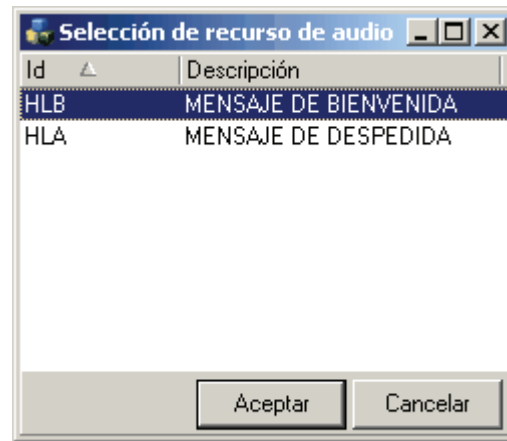 Selección de recurso de audio
Id Descripción
HLB MENSAJE DE BIENVENIDA
HLA MENSAJE DE DESPEDIDA
Aceptar Cancelar